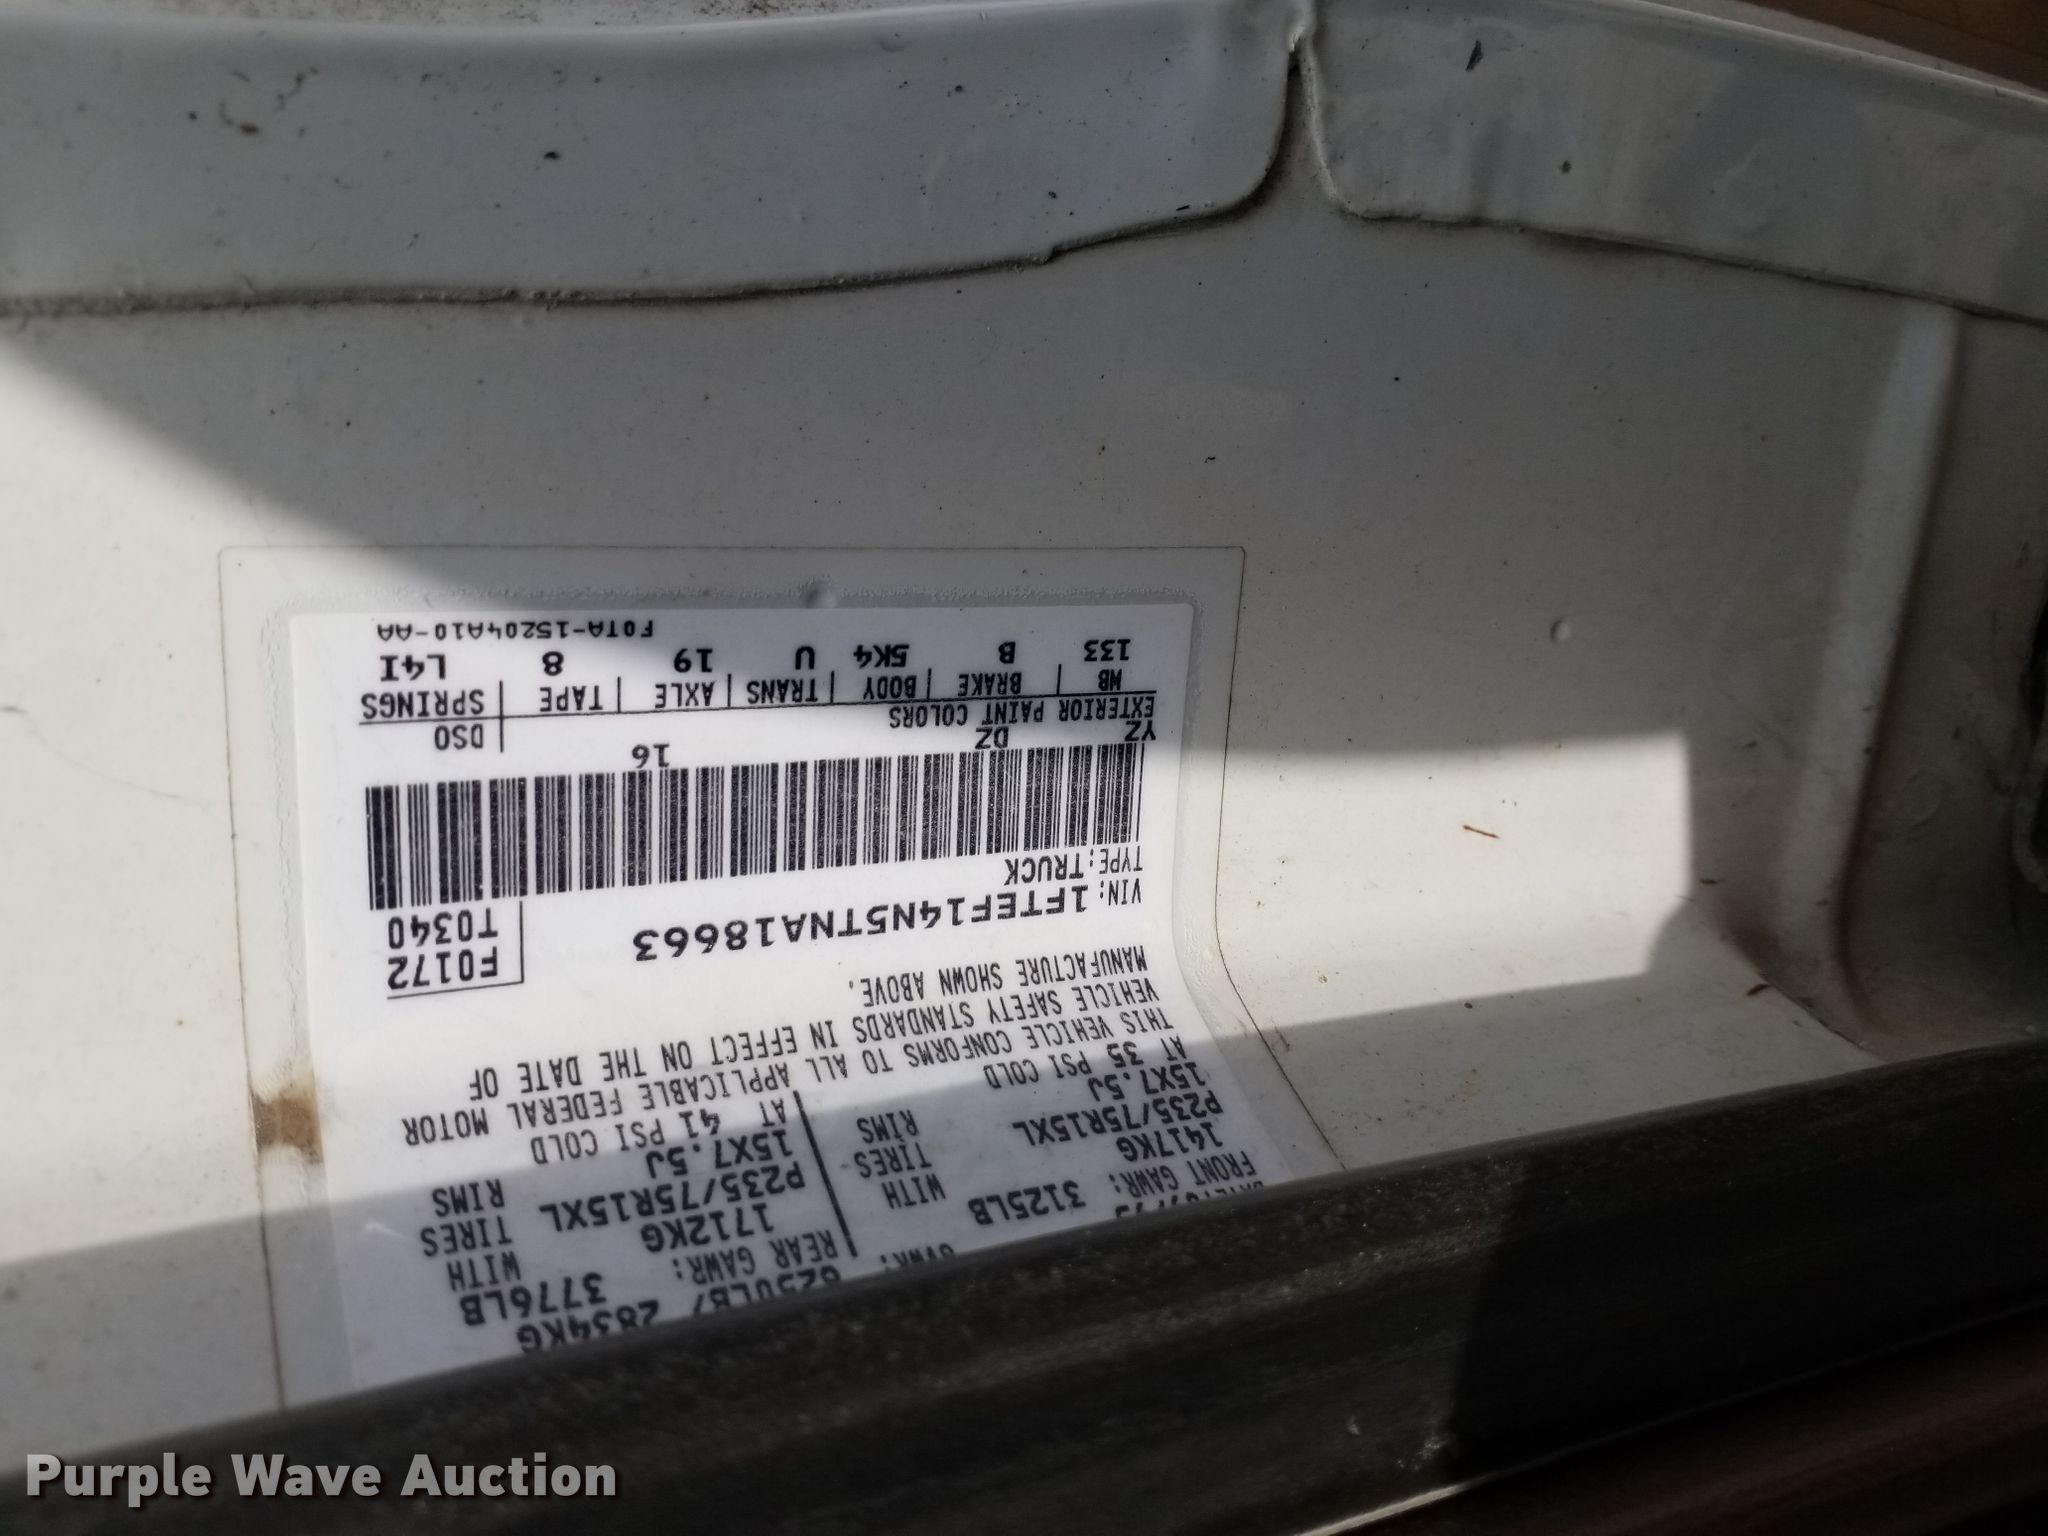 GVWR: 6250LB/ 2834KG
FRONT GAWR: 3125LB
1417KG WITH
P235/75R15XL TIRES
15X7.5J RIMS
AT 35 PSI COLD
REAR GAWR: 3776LB
1712KG WITH
P235/75R15XL TIRES
15X7.5J RIMS
AT 41 PSI COLD
THIS VEHICLE CONFORMS TO ALL APPLICABLE FEDERAL MOTOR
VEHICLE SAFETY STANDARDS IN EFFECT ON THE DATE OF
MANUFACTURE SHOWN ABOVE.
F0172
T0340
VIN: 1FTEF14N5TNA18663
TYPE: TRUCK
YZ DZ 16
EXTERIOR PAINT COLORS DSO
WB | BRAKE | BODY | TRANS | AXLE | TAPE | SPRINGS
133 B 5K4 U 19 8 L4I
F0TA-15204A10-AA
Purple Wave Auction